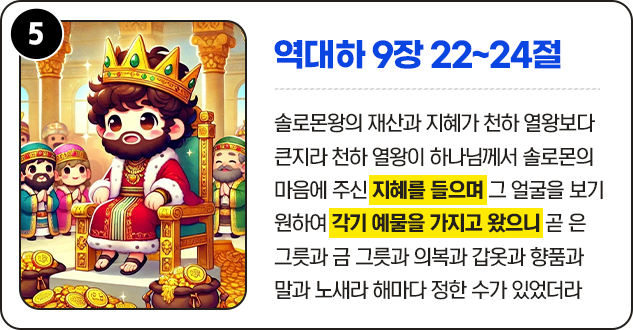 5
역대하 9장 22~24절
솔로몬왕의 재산과 지혜가 천하 열왕보다
큰지라 천하 열왕이 하나님께서 솔로몬의
마음에 주신 지혜를 들으며 그 얼굴을 보기
원하여 각기 예물을 가지고 왔으니 곧 은
그릇과 금 그릇과 의복과 갑옷과 향품과
말과 노새라 해마다 정한 수가 있었더라